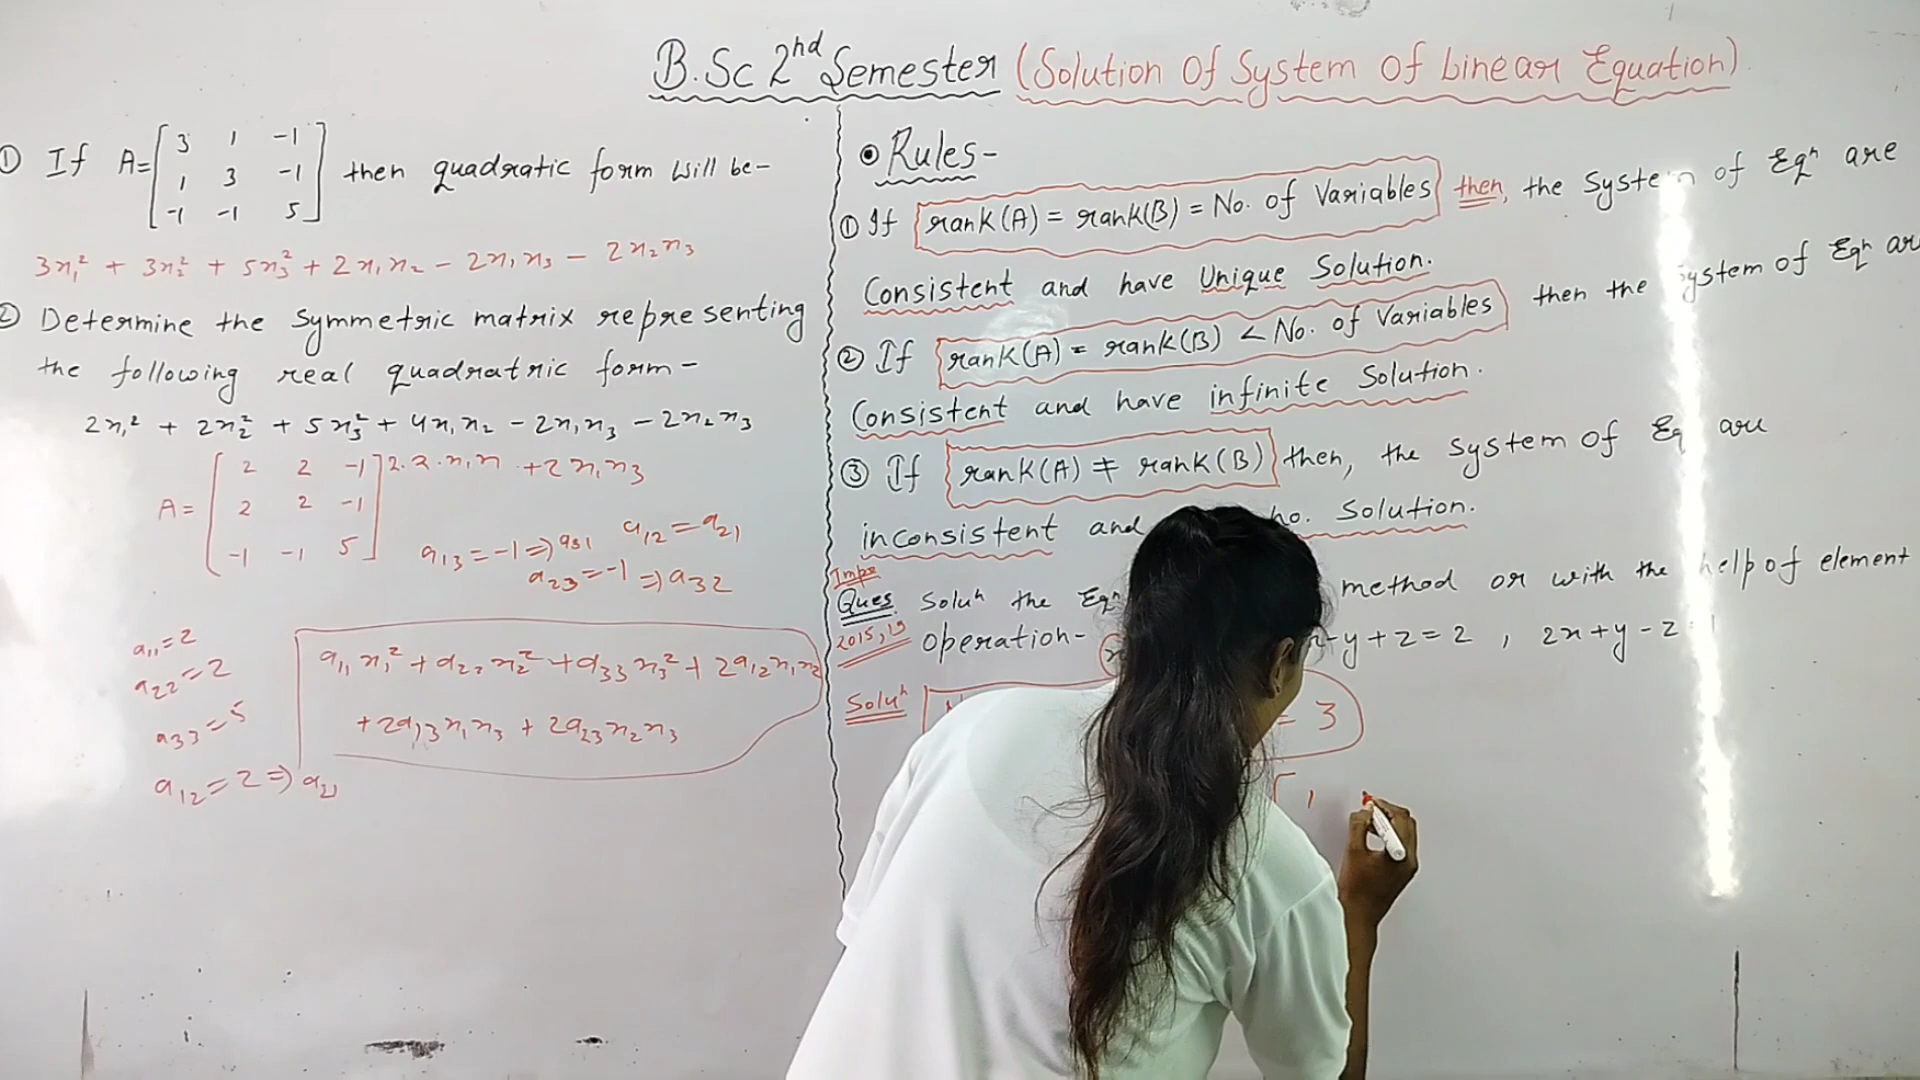 B.Sc 2nd Semester (Solution Of System Of Linear Equation)
① If A=[3 1 -1
1 3 -1
-1 -1 5] then quadratic form will be-
3x₁² + 3x₂² + 5x₃² + 2x₁x₂ - 2x₁x₃ - 2x₂x₃
② Determine the symmetric matrix representing
the following real quadratric form-
2x₁² + 2x₂² + 5x₃² + 4x₁x₂ - 2x₁x₃ - 2x₂x₃
A= [2 2 -1
2 2 -1
-1 -1 5]
2.2.x₁x +2x₁x₃
a₁₃=-1⇒a₃₁ a₁₂=a₂₁
a₂₃=-1⇒a₃₂
a₁₁=2
a₂₂=2
a₃₃=5
a₁₂=2⇒a₂₁
a₁₁x₁²+a₂₂x₂²+a₃₃x₃²+2a₁₂x₁x₂
+2a₁₃x₁x₃+2a₂₃x₂x₃
Rules-
① If rank(A)=rank(B)=No. of Variables then, the System of Eqⁿ are
Consistent and have Unique Solution.
② If rank(A)=rank(B)<No. of Variables then the system of Eqⁿ are
Consistent and have infinite Solution.
③ If rank(A)≠rank(B) then, the system of Eq are
inconsistent and no. Solution.
Impo
Ques Soluⁿ the Eqⁿ method or with the help of element
2015,19 operation- -y+z=2, 2x+y-z
Soluⁿ = 3
[1